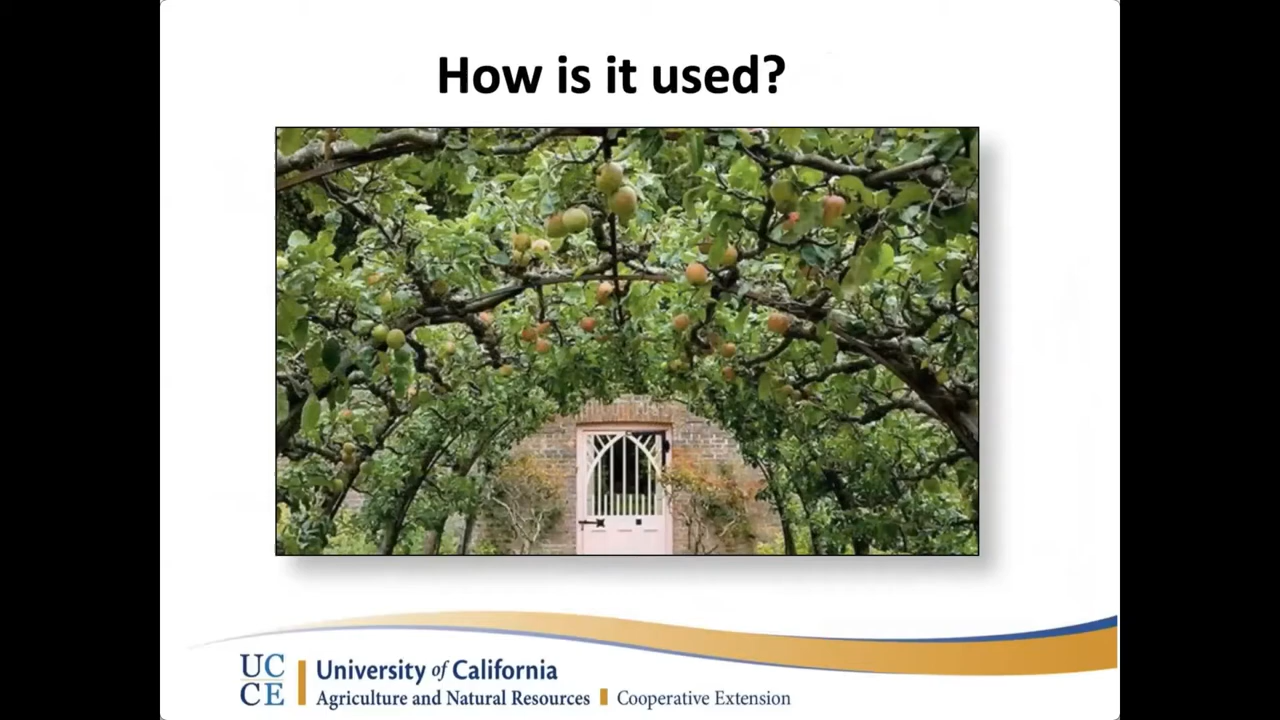 How is it used?
UC
CE
University of California
Agriculture and Natural Resources Cooperative Extension